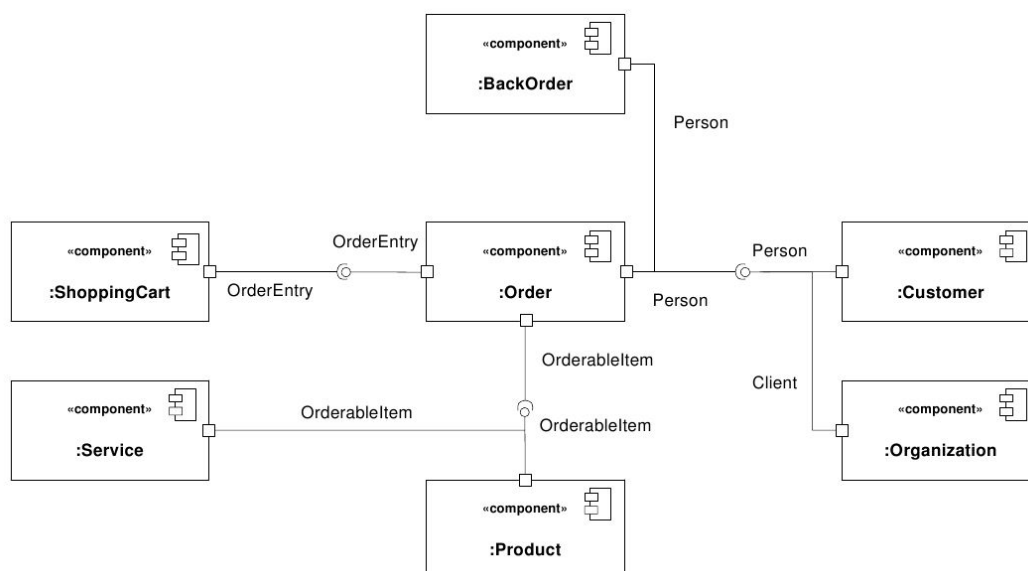 «component»
:BackOrder
Person
«component»
:ShoppingCart
OrderEntry
OrderEntry
«component»
:Order
Person
Person
«component»
:Customer
OrderableItem
«component»
:Service
OrderableItem
OrderableItem
Client
«component»
:Organization
«component»
:Product